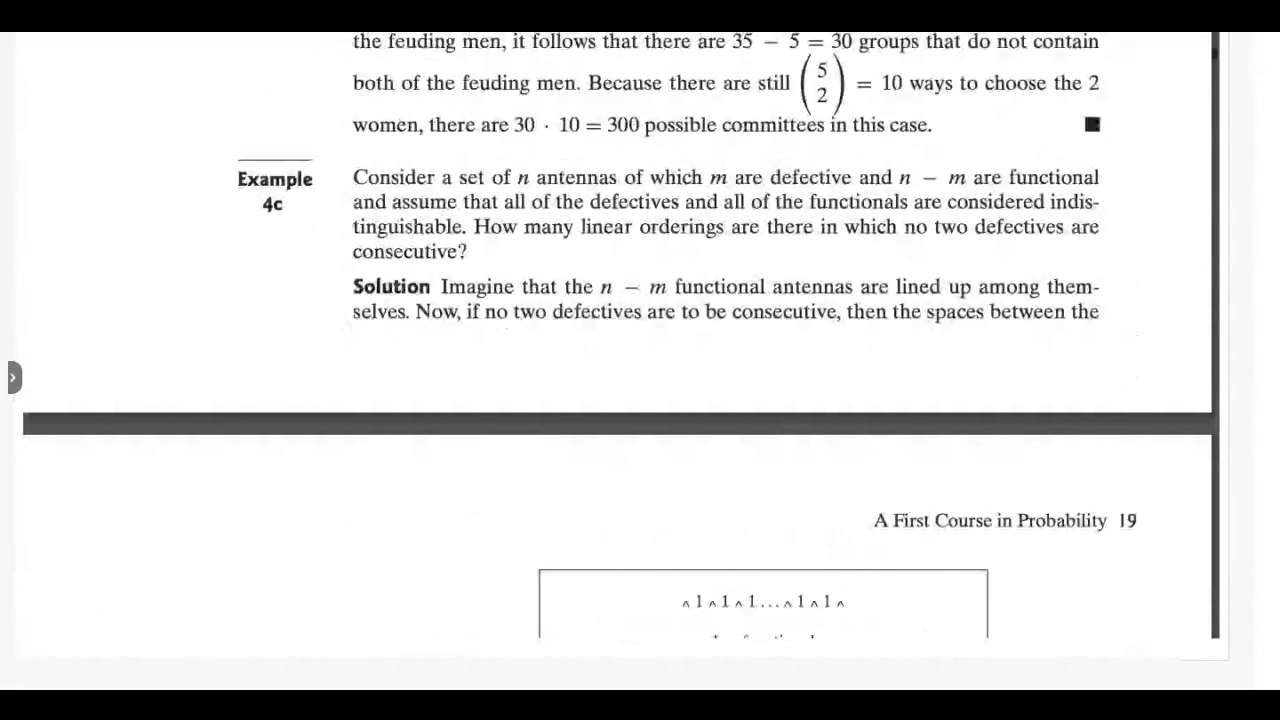 the feuding men, it follows that there are 35 − 5 = 30 groups that do not contain
both of the feuding men. Because there are still (5 2) = 10 ways to choose the 2
women, there are 30 · 10 = 300 possible committees in this case. ■
Example 4c
Consider a set of n antennas of which m are defective and n − m are functional
and assume that all of the defectives and all of the functionals are considered indis-
tinguishable. How many linear orderings are there in which no two defectives are
consecutive?
Solution Imagine that the n − m functional antennas are lined up among them-
selves. Now, if no two defectives are to be consecutive, then the spaces between the
A First Course in Probability 19
^ 1 ^ 1 ^ 1 . . . ^ 1 ^ 1 ^